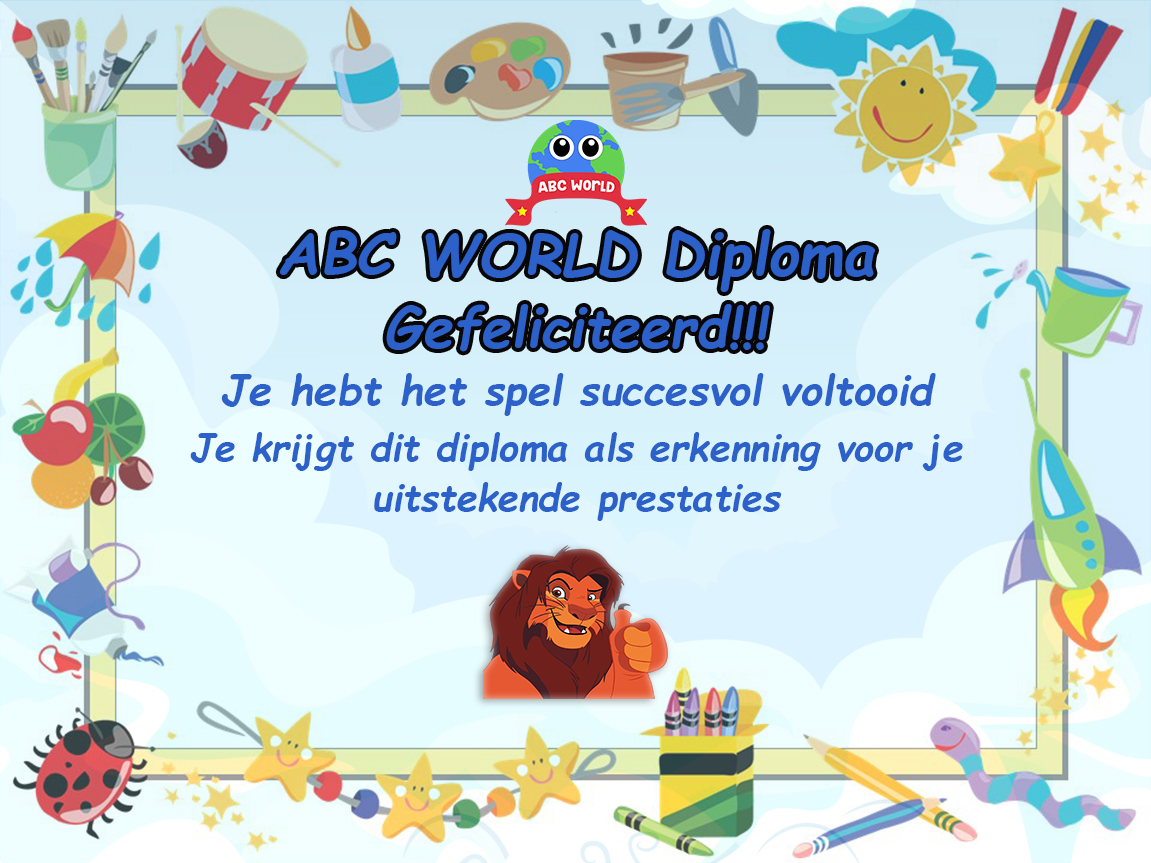 ABC WORLD
ABC WORLD Diploma
Gefeliciteerd!!!
Je hebt het spel succesvol voltooid
Je krijgt dit diploma als erkenning voor je
uitstekende prestaties